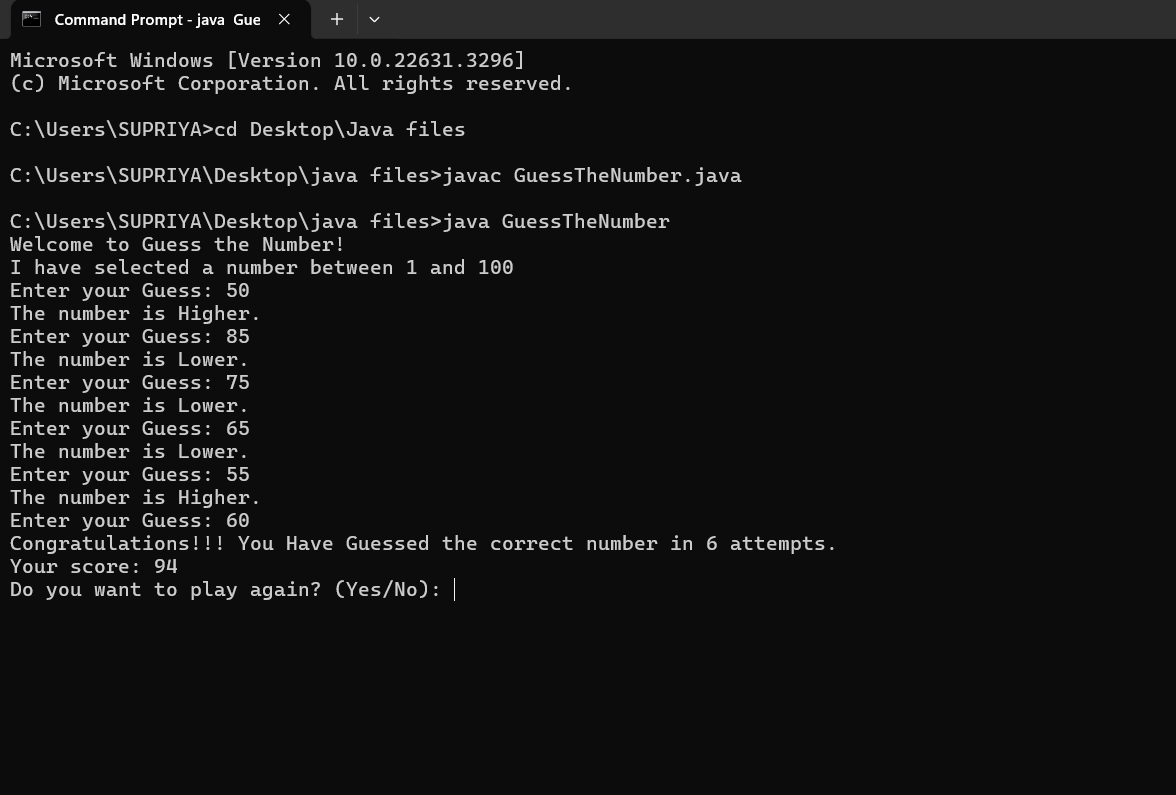 Command Prompt - java Gue
Microsoft Windows [Version 10.0.22631.3296]
(c) Microsoft Corporation. All rights reserved.
C:\Users\SUPRIYA>cd Desktop\Java files
C:\Users\SUPRIYA\Desktop\java files>javac GuessTheNumber.java
C:\Users\SUPRIYA\Desktop\java files>java GuessTheNumber
Welcome to Guess the Number!
I have selected a number between 1 and 100
Enter your Guess: 50
The number is Higher.
Enter your Guess: 85
The number is Lower.
Enter your Guess: 75
The number is Lower.
Enter your Guess: 65
The number is Lower.
Enter your Guess: 55
The number is Higher.
Enter your Guess: 60
Congratulations!!! You Have Guessed the correct number in 6 attempts.
Your score: 94
Do you want to play again? (Yes/No):